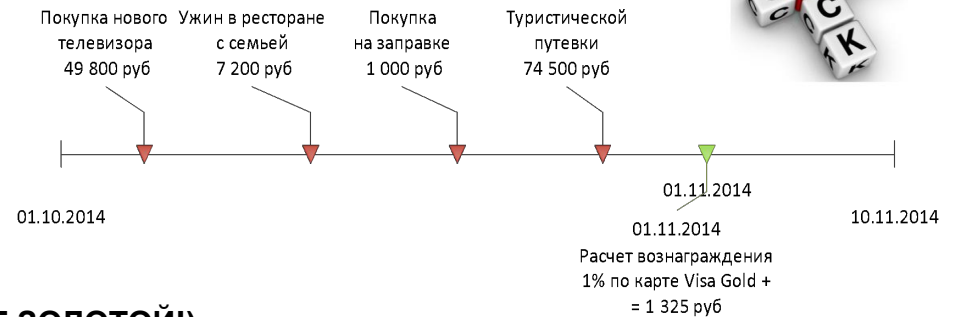 Покупка нового
телевизора
49 800 руб
Ужин в ресторане
с семьей
7 200 руб
Покупка
на заправке
1 000 руб
Туристической
путевки
74 500 руб
C
K
01.10.2014
01.11.2014
01.11.2014
10.11.2014
Расчет вознаграждения
1% по карте Visa Gold +
= 1 325 руб